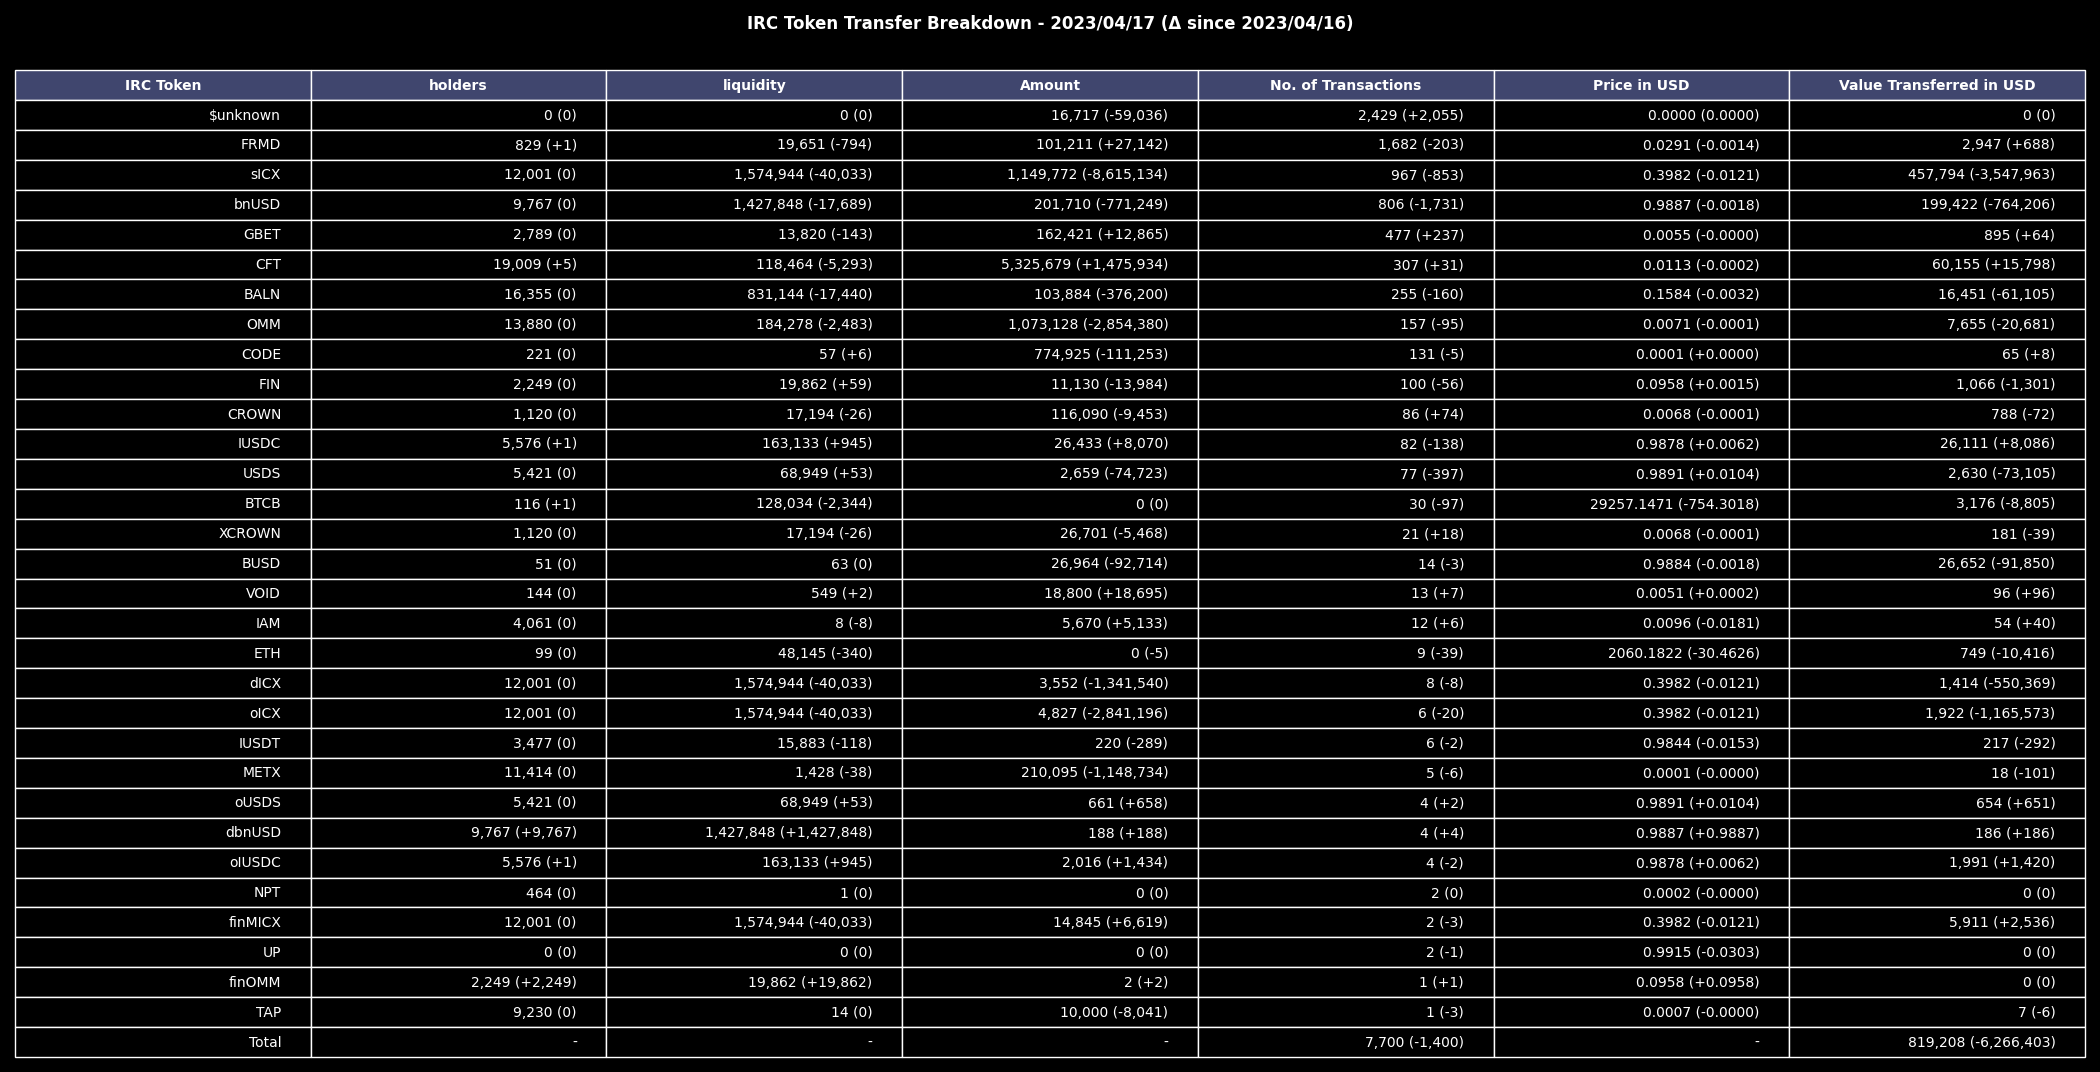 IRC Token Transfer Breakdown - 2023/04/17 (Δ since 2023/04/16)
IRC Token holders liquidity Amount No. of Transactions Price in USD Value Transferred in USD
$unknown 0 (0) 0 (0) 16,717 (-59,036) 2,429 (+2,055) 0.0000 (0.0000) 0 (0)
FRMD 829 (+1) 19,651 (-794) 101,211 (+27,142) 1,682 (-203) 0.0291 (-0.0014) 2,947 (+688)
sICX 12,001 (0) 1,574,944 (-40,033) 1,149,772 (-8,615,134) 967 (-853) 0.3982 (-0.0121) 457,794 (-3,547,963)
bnUSD 9,767 (0) 1,427,848 (-17,689) 201,710 (-771,249) 806 (-1,731) 0.9887 (-0.0018) 199,422 (-764,206)
GBET 2,789 (0) 13,820 (-143) 162,421 (+12,865) 477 (+237) 0.0055 (-0.0000) 895 (+64)
CFT 19,009 (+5) 118,464 (-5,293) 5,325,679 (+1,475,934) 307 (+31) 0.0113 (-0.0002) 60,155 (+15,798)
BALN 16,355 (0) 831,144 (-17,440) 103,884 (-376,200) 255 (-160) 0.1584 (-0.0032) 16,451 (-61,105)
OMM 13,880 (0) 184,278 (-2,483) 1,073,128 (-2,854,380) 157 (-95) 0.0071 (-0.0001) 7,655 (-20,681)
CODE 221 (0) 57 (+6) 774,925 (-111,253) 131 (-5) 0.0001 (+0.0000) 65 (+8)
FIN 2,249 (0) 19,862 (+59) 11,130 (-13,984) 100 (-56) 0.0958 (+0.0015) 1,066 (-1,301)
CROWN 1,120 (0) 17,194 (-26) 116,090 (-9,453) 86 (+74) 0.0068 (-0.0001) 788 (-72)
IUSDC 5,576 (+1) 163,133 (+945) 26,433 (+8,070) 82 (-138) 0.9878 (+0.0062) 26,111 (+8,086)
USDS 5,421 (0) 68,949 (+53) 2,659 (-74,723) 77 (-397) 0.9891 (+0.0104) 2,630 (-73,105)
BTCB 116 (+1) 128,034 (-2,344) 0 (0) 30 (-97) 29257.1471 (-754.3018) 3,176 (-8,805)
XCROWN 1,120 (0) 17,194 (-26) 26,701 (-5,468) 21 (+18) 0.0068 (-0.0001) 181 (-39)
BUSD 51 (0) 63 (0) 26,964 (-92,714) 14 (-3) 0.9884 (-0.0018) 26,652 (-91,850)
VOID 144 (0) 549 (+2) 18,800 (+18,695) 13 (+7) 0.0051 (+0.0002) 96 (+96)
IAM 4,061 (0) 8 (-8) 5,670 (+5,133) 12 (+6) 0.0096 (-0.0181) 54 (+40)
ETH 99 (0) 48,145 (-340) 0 (-5) 9 (-39) 2060.1822 (-30.4626) 749 (-10,416)
dICX 12,001 (0) 1,574,944 (-40,033) 3,552 (-1,341,540) 8 (-8) 0.3982 (-0.0121) 1,414 (-550,369)
oICX 12,001 (0) 1,574,944 (-40,033) 4,827 (-2,841,196) 6 (-20) 0.3982 (-0.0121) 1,922 (-1,165,573)
IUSDT 3,477 (0) 15,883 (-118) 220 (-289) 6 (-2) 0.9844 (-0.0153) 217 (-292)
METX 11,414 (0) 1,428 (-38) 210,095 (-1,148,734) 5 (-6) 0.0001 (-0.0000) 18 (-101)
oUSDS 5,421 (0) 68,949 (+53) 661 (+658) 4 (+2) 0.9891 (+0.0104) 654 (+651)
dbnUSD 9,767 (+9,767) 1,427,848 (+1,427,848) 188 (+188) 4 (+4) 0.9887 (+0.9887) 186 (+186)
oIUSDC 5,576 (+1) 163,133 (+945) 2,016 (+1,434) 4 (-2) 0.9878 (+0.0062) 1,991 (+1,420)
NPT 464 (0) 1 (0) 0 (0) 2 (0) 0.0002 (-0.0000) 0 (0)
finMICX 12,001 (0) 1,574,944 (-40,033) 14,845 (+6,619) 2 (-3) 0.3982 (-0.0121) 5,911 (+2,536)
UP 0 (0) 0 (0) 0 (0) 2 (-1) 0.9915 (-0.0303) 0 (0)
finOMM 2,249 (+2,249) 19,862 (+19,862) 2 (+2) 1 (+1) 0.0958 (+0.0958) 0 (0)
TAP 9,230 (0) 14 (0) 10,000 (-8,041) 1 (-3) 0.0007 (-0.0000) 7 (-6)
Total - - - 7,700 (-1,400) - 819,208 (-6,266,403)